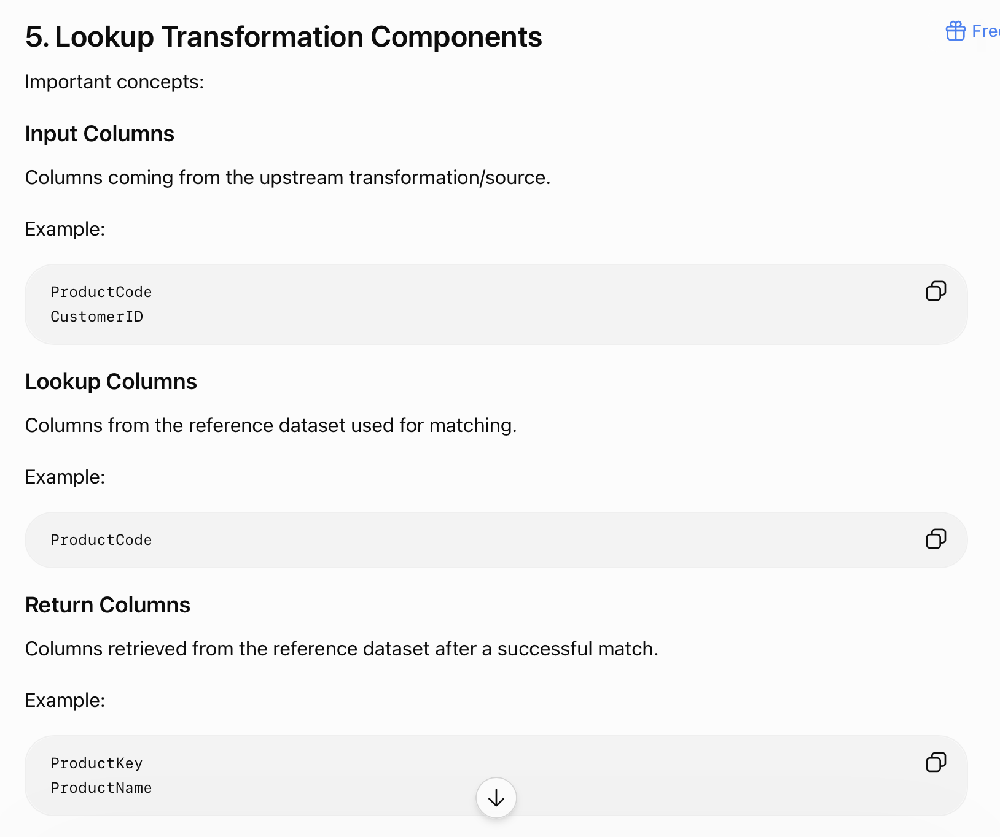 5. Lookup Transformation Components
Important concepts:
Input Columns
Columns coming from the upstream transformation/source.
Example:
ProductCode
CustomerID
Lookup Columns
Columns from the reference dataset used for matching.
Example:
ProductCode
Return Columns
Columns retrieved from the reference dataset after a successful match.
Example:
ProductKey
ProductName